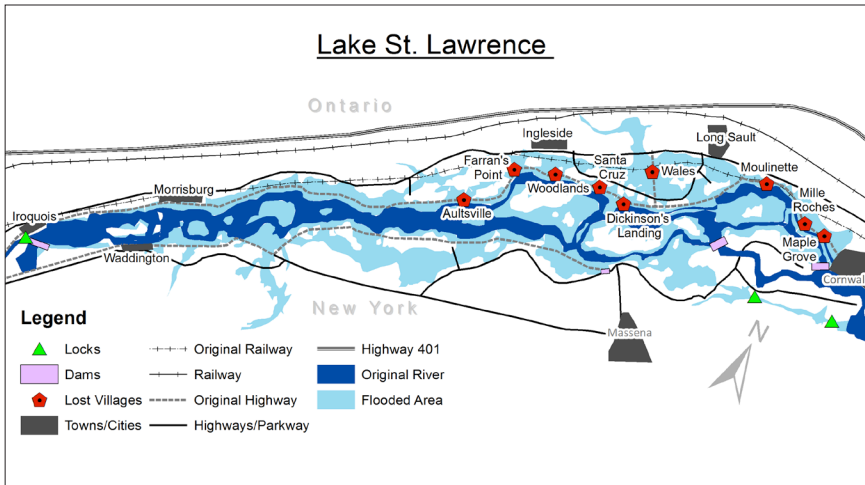 Lake St. Lawrence
Ontario
Ingleside
Long Sault
Farran's
Point
Santa
Cruz
Wales
Moulinette
Woodlands
Morrisburg
Mille
Roches
Iroquois
Aultsville
Dickinson's
Landing
Maple
Grove
Waddington
Cornwal
New York
Massena
N
Legend
Locks
Original Railway
Highway 401
Dams
Railway
Original River
Lost Villages
Original Highway
Flooded Area
Towns/Cities
Highways/Parkway